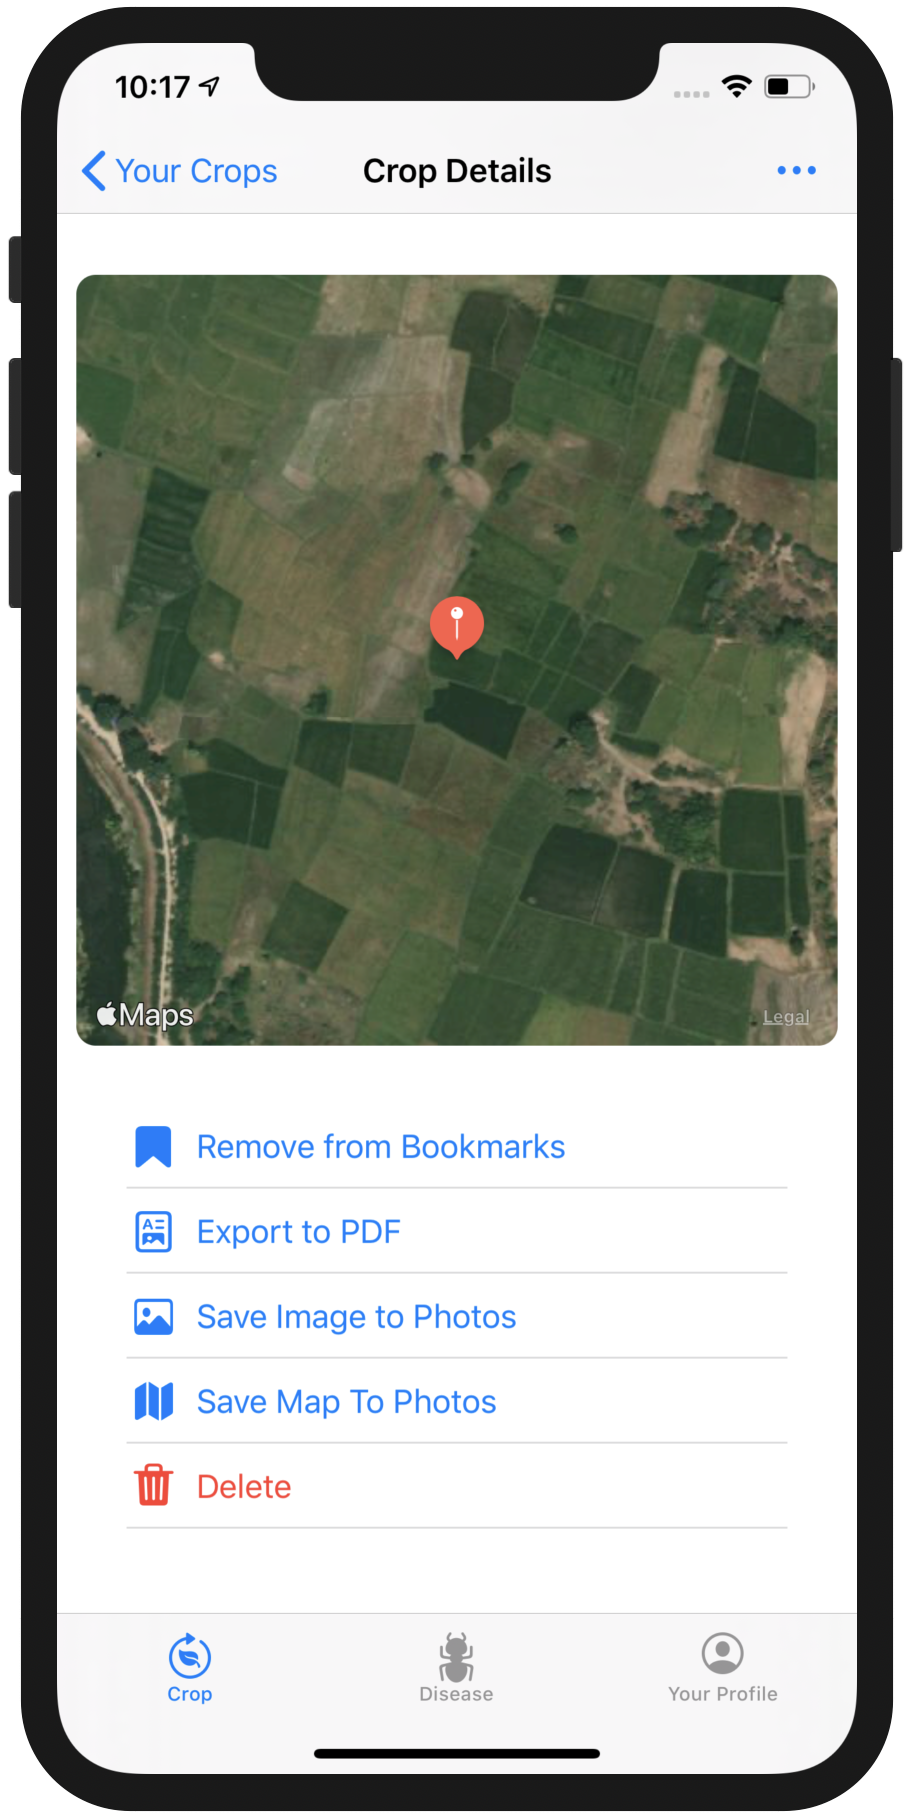 10:17
Your Crops
Crop Details
Maps
Legal
Remove from Bookmarks
Export to PDF
Save Image to Photos
Save Map To Photos
Delete
Crop
Disease
Your Profile